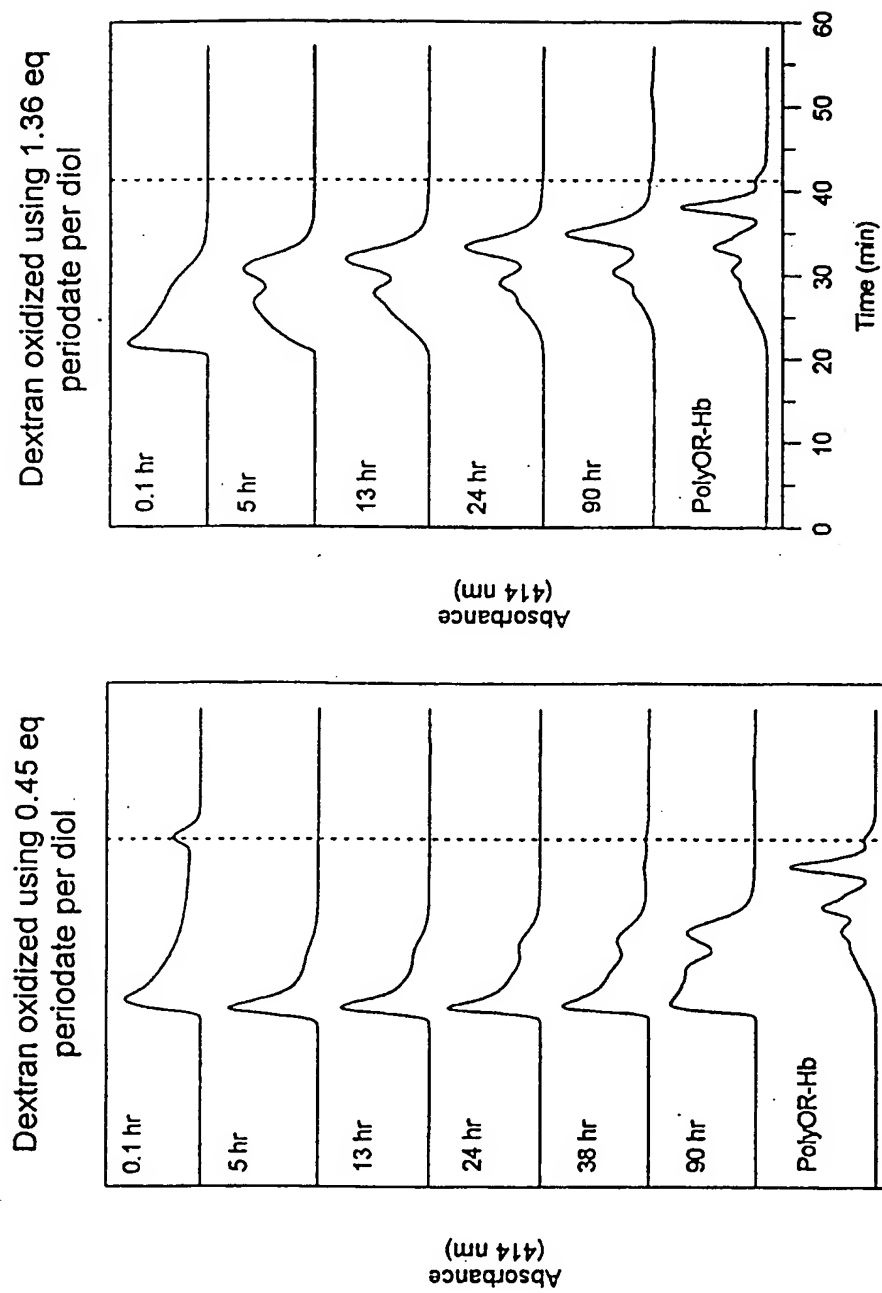 Dextran oxidized using 0.45 eq
periodate per diol
Absorbance
(414 nm)
0.1 hr
5 hr
13 hr
24 hr
38 hr
90 hr
PolyOR-Hb
Dextran oxidized using 1.36 eq
periodate per diol
Absorbance
(414 nm)
0.1 hr
5 hr
13 hr
24 hr
90 hr
PolyOR-Hb
0 10 20 30 40 50 60
Time (min)